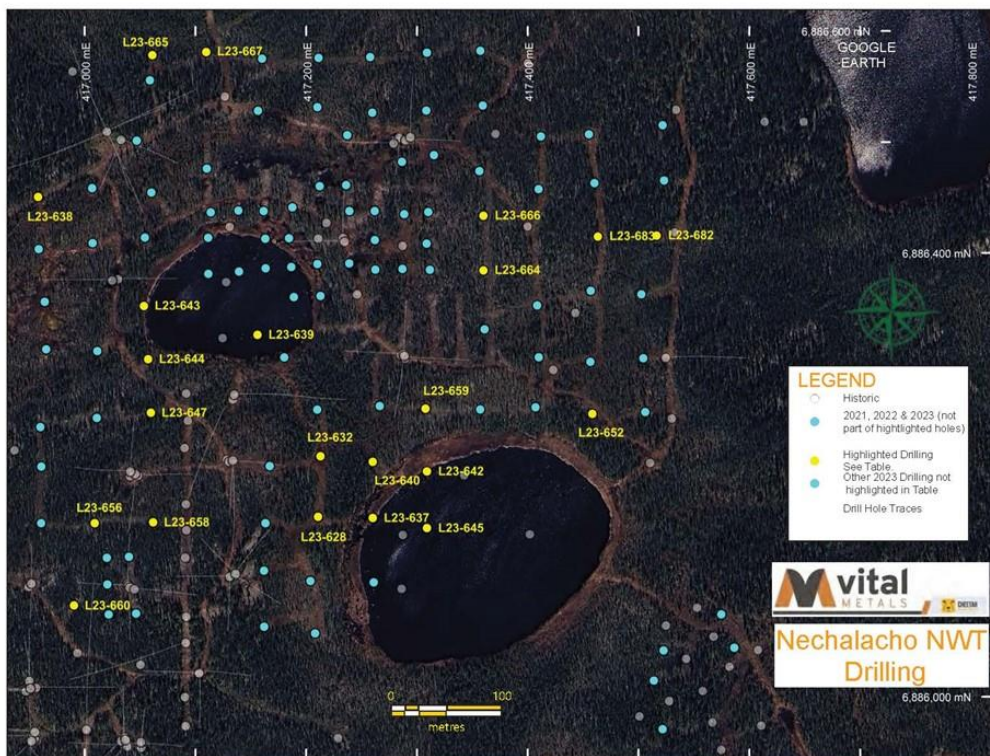 L23-665
L23-667
417,000 mE
417,200 mE
417,400 mE
417,600 mE
417,800 mE
6,886,600 mN
GOOGLE
EARTH
L23-638
L23-666
L23-683
L23-682
6,886,400 mN
L23-664
L23-643
L23-639
L23-644
L23-659
L23-647
L23-652
L23-632
L23-642
L23-640
L23-656
L23-658
L23-637
L23-628
L23-645
L23-660
LEGEND
Historic
2021, 2022 & 2023 (not
part of hightlighted holes)
Highlighted Drilling
See Table.
Other 2023 Drilling not
highlighted in Table
Drill Hole Traces
vital
METALS
CHEETAH
Nechalacho NWT
Drilling
6,886,000 mN
0 100
metres